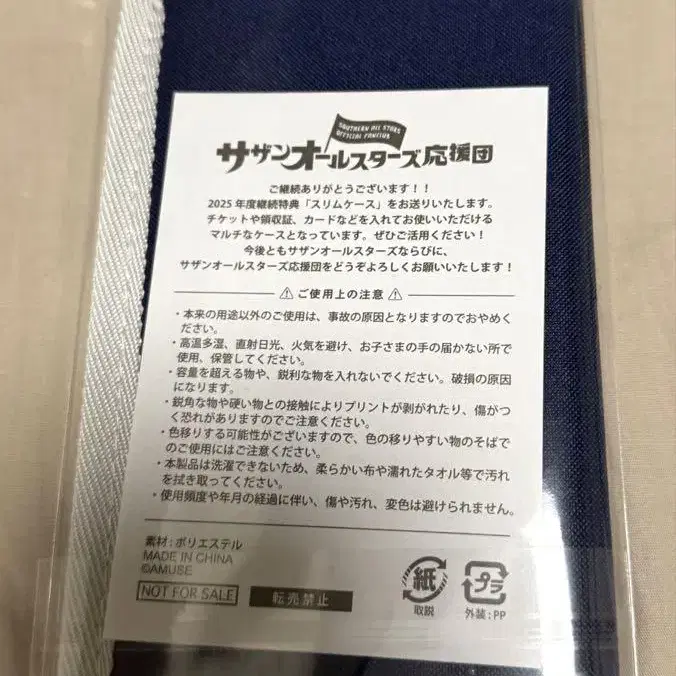 SOUTHERN ALL STARS
OFFICIAL FANCLUB
サザンオールスターズ応援団
ご継続ありがとうございます！！
2025年度継続特典「スリムケース」をお送りいたします。
チケットや領収証、カードなどを入れてお使いいただける
マルチなケースとなっています。ぜひご活用ください！
今後ともサザンオールスターズならびに、
サザンオールスターズ応援団をどうぞよろしくお願いいたします！
ご使用上の注意
・本来の用途以外のご使用は、事故の原因となりますのでおやめく
ださい。
・高温多湿、直射日光、火気を避け、お子さまの手の届かない所で
使用、保管してください。
・容量を超える物や、鋭利な物を入れないでください。破損の原因
になります。
・鋭角な物や硬い物との接触によりプリントが剥がれたり、傷がつ
く恐れがありますのでご注意ください。
・色移りする可能性がございますので、色の移りやすい物のそばで
のご使用にはご注意ください。
・本製品は洗濯できないため、柔らかい布や濡れたタオル等で汚れ
を拭き取ってください。
・使用頻度や年月の経過に伴い、傷や汚れ、変色は避けられません。
素材：ポリエステル
MADE IN CHINA
©AMUSE
NOT FOR SALE 転売禁止
紙
取説
プラ
外装：PP